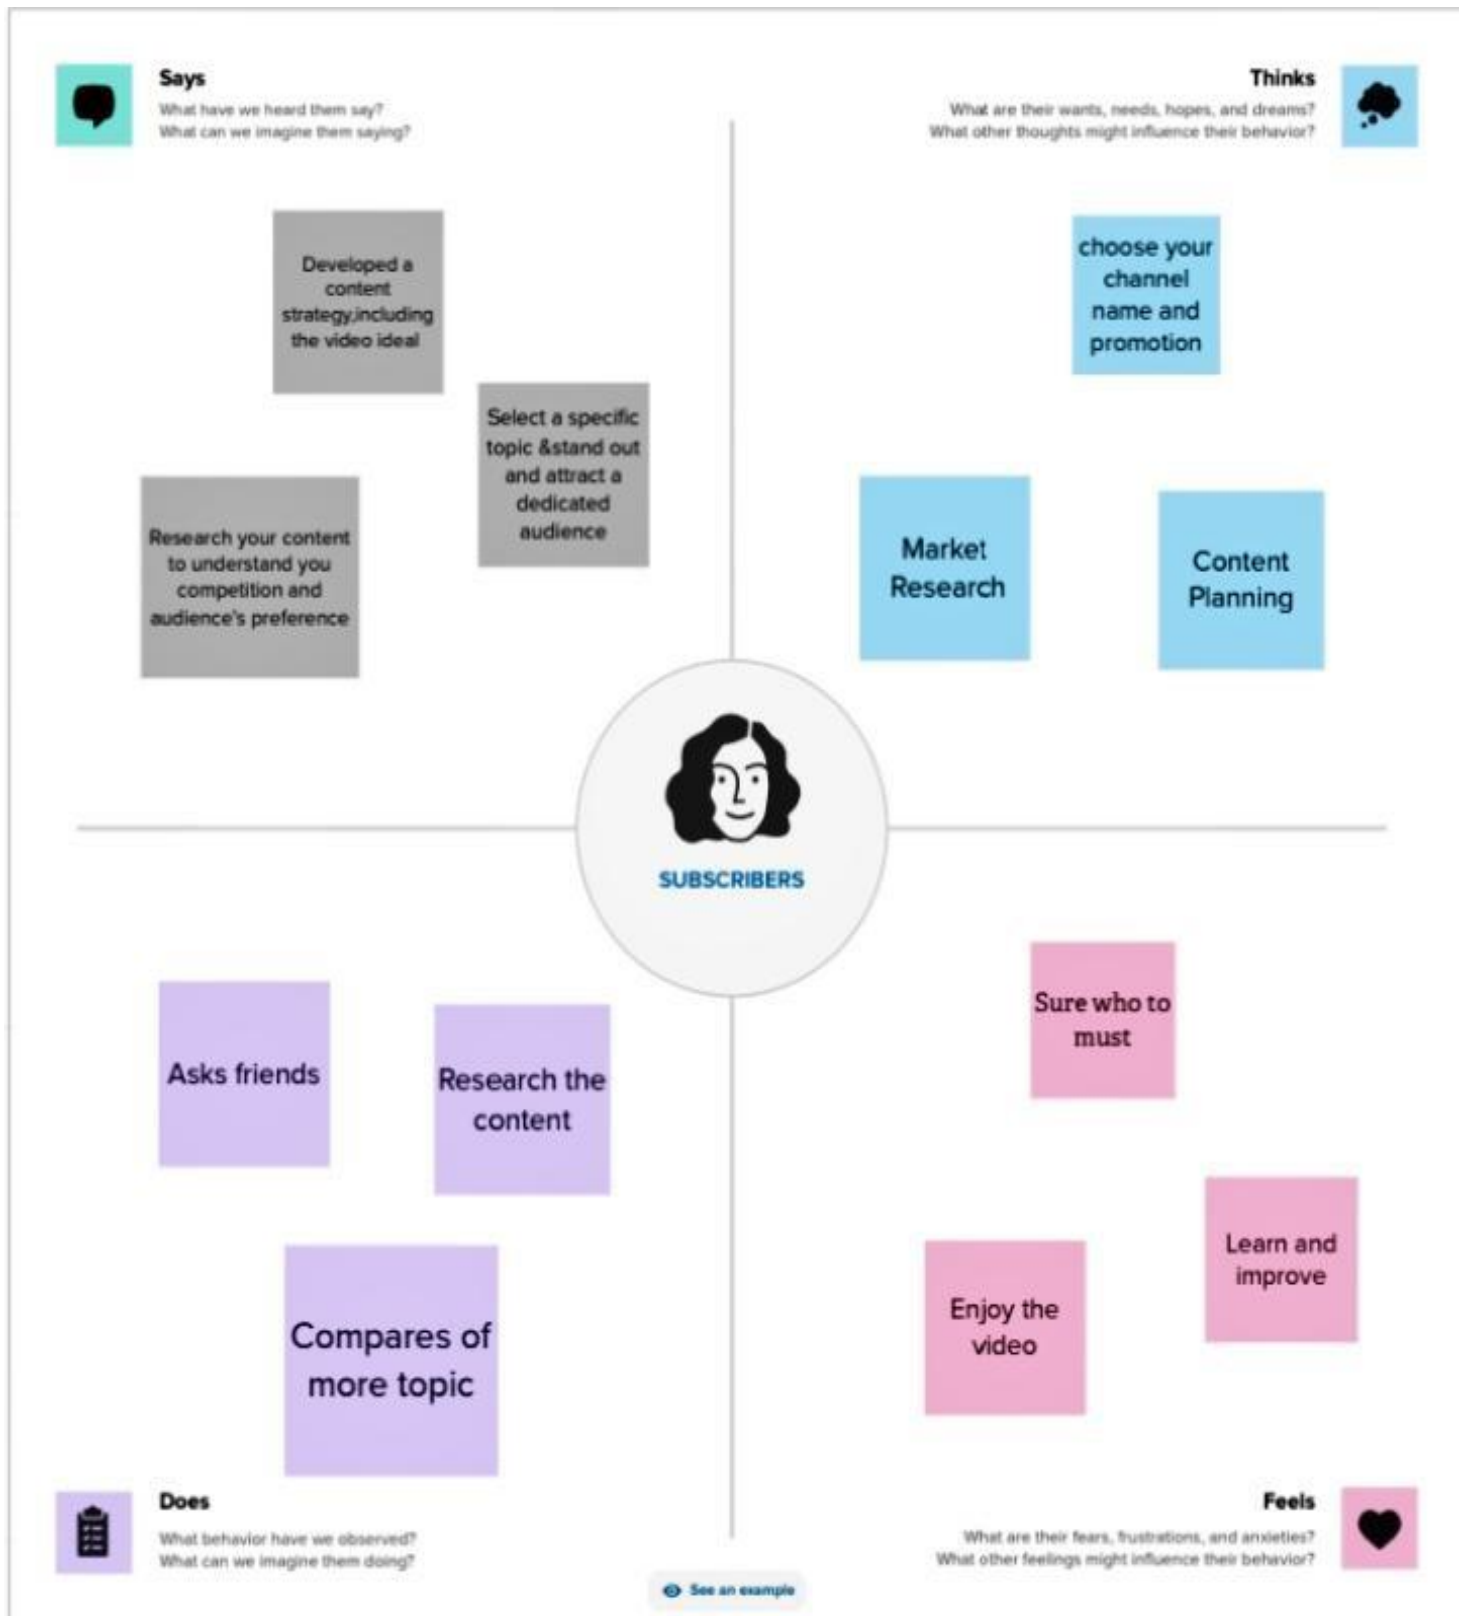 Says
What have we heard them say?
What can we imagine them saying?
Thinks
What are their wants, needs, hopes, and dreams?
What other thoughts might influence their behavior?
Developed a
content
strategy,including
the video ideal
Select a specific
topic &stand out
and attract a
dedicated
audience
Research your content
to understand you
competition and
audience's preference
choose your
channel
name and
promotion
Market
Research
Content
Planning
SUBSCRIBERS
Asks friends
Research the
content
Compares of
more topic
Sure who to
must
Learn and
improve
Enjoy the
video
Does
What behavior have we observed?
What can we imagine them doing?
Feels
What are their fears, frustrations, and anxieties?
What other feelings might influence their behavior?
See an example